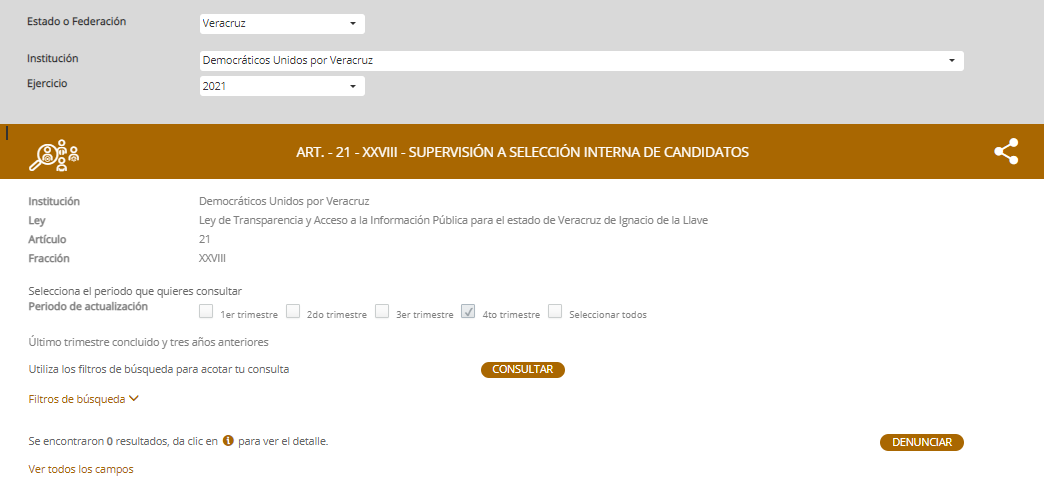 Estado o Federación Veracruz
Institución Democráticos Unidos por Veracruz
Ejercicio 2021
ART. - 21 - XXVIII - SUPERVISIÓN A SELECCIÓN INTERNA DE CANDIDATOS
Institución Democráticos Unidos por Veracruz
Ley Ley de Transparencia y Acceso a la Información Pública para el estado de Veracruz de Ignacio de la Llave
Artículo 21
Fracción XXVIII
Selecciona el periodo que quieres consultar
Periodo de actualización 1er trimestre 2do trimestre 3er trimestre 4to trimestre Seleccionar todos
Último trimestre concluido y tres años anteriores
Utiliza los filtros de búsqueda para acotar tu consulta CONSULTAR
Filtros de búsqueda
Se encontraron 0 resultados, da clic en i para ver el detalle. DENUNCIAR
Ver todos los campos